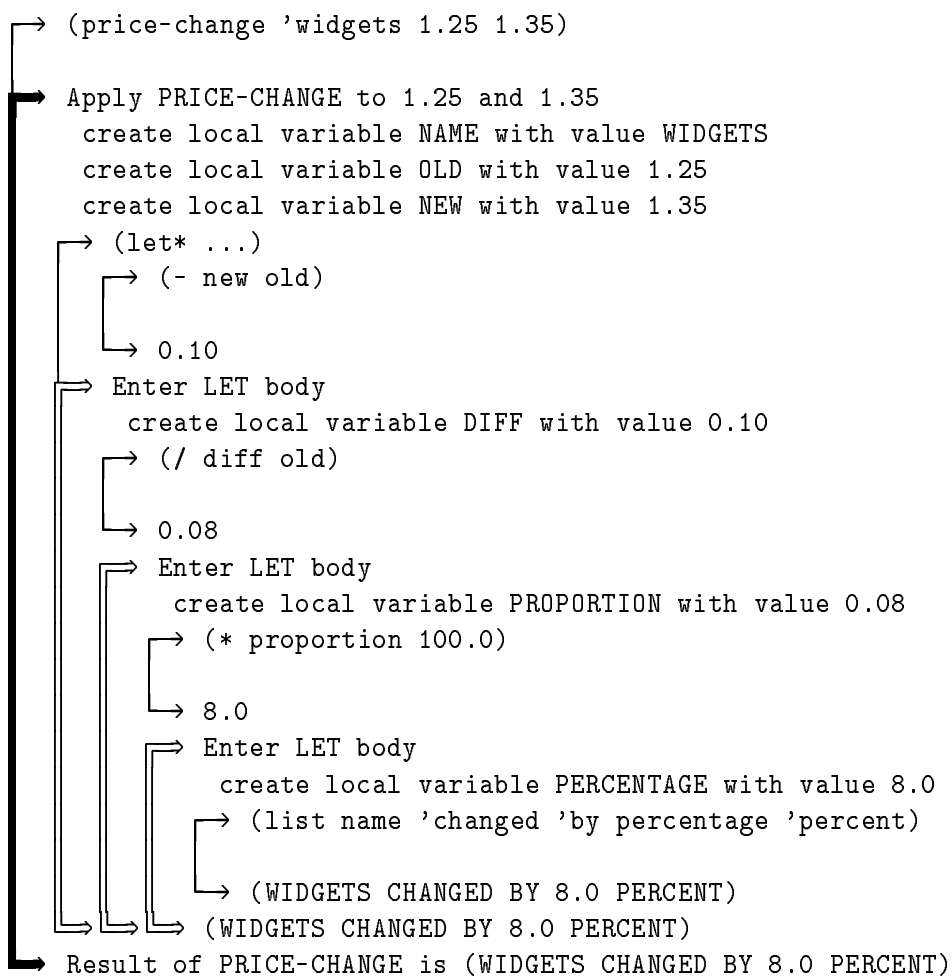 (price-change 'widgets 1.25 1.35)
Apply PRICE-CHANGE to 1.25 and 1.35
create local variable NAME with value WIDGETS
create local variable OLD with value 1.25
create local variable NEW with value 1.35
(let* ...)
(- new old)
0.10
Enter LET body
create local variable DIFF with value 0.10
(/ diff old)
0.08
Enter LET body
create local variable PROPORTION with value 0.08
(* proportion 100.0)
8.0
Enter LET body
create local variable PERCENTAGE with value 8.0
(list name 'changed 'by percentage 'percent)
(WIDGETS CHANGED BY 8.0 PERCENT)
(WIDGETS CHANGED BY 8.0 PERCENT)
Result of PRICE-CHANGE is (WIDGETS CHANGED BY 8.0 PERCENT)